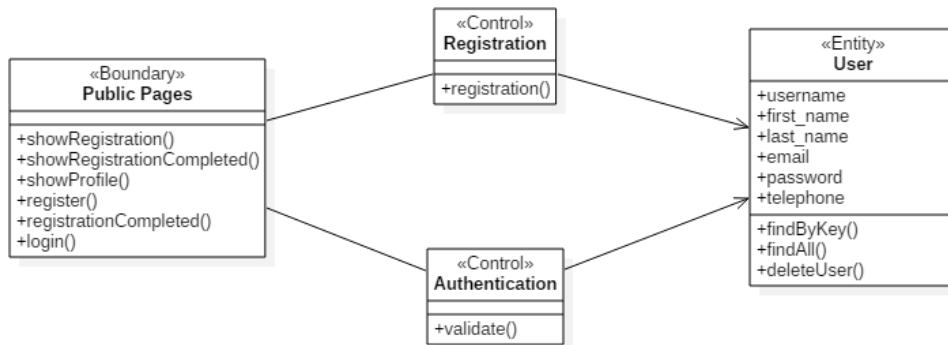 «Boundary»
Public Pages
+showRegistration()
+showRegistrationCompleted()
+showProfile()
+register()
+registrationCompleted()
+login()
«Control»
Registration
+registration()
«Control»
Authentication
+validate()
«Entity»
User
+username
+first_name
+last_name
+email
+password
+telephone
+findByKey()
+findAll()
+deleteUser()